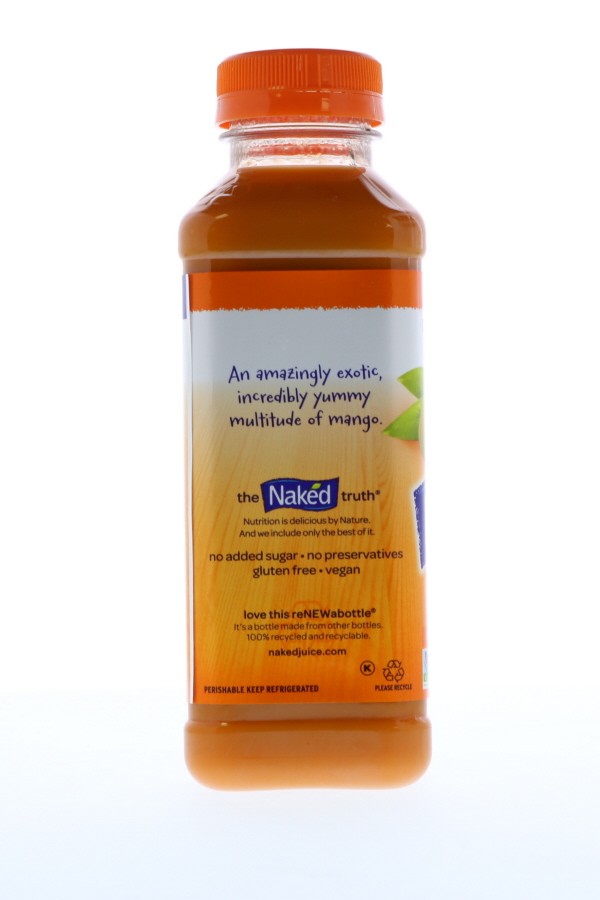 An amazingly exotic,
incredibly yummy
multitude of mango.
the Naked truth®
Nutrition is delicious by Nature.
And we include only the best of it.
no added sugar • no preservatives
gluten free • vegan
love this reNEWabottle®
It's a bottle made from other bottles.
100% recycled and recyclable.
nakedjuice.com
K
PERISHABLE KEEP REFRIGERATED
PLEASE RECYCLE